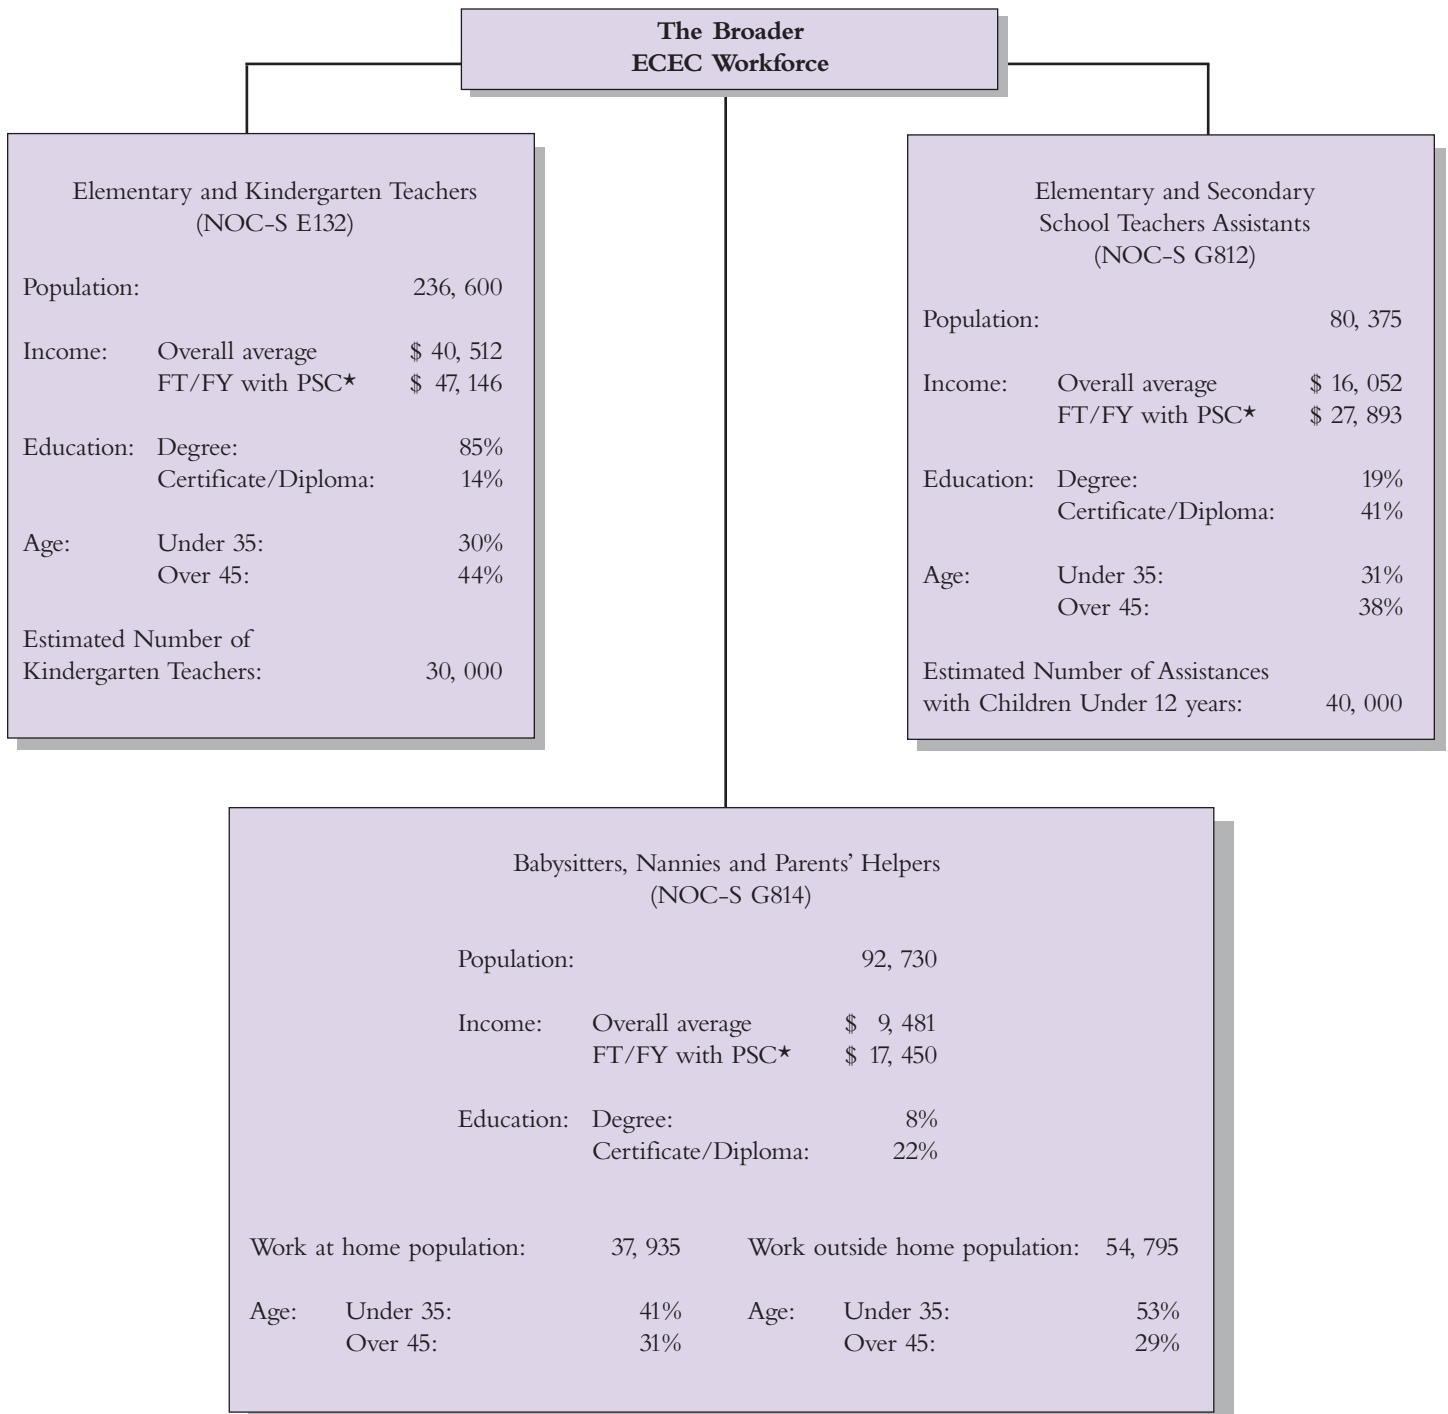 The Broader
ECEC Workforce
Elementary and Kindergarten Teachers
(NOC-S E132)
Population: 236, 600
Income: Overall average $ 40, 512
FT/FY with PSC★ $ 47, 146
Education: Degree: 85%
Certificate/Diploma: 14%
Age: Under 35: 30%
Over 45: 44%
Estimated Number of
Kindergarten Teachers: 30, 000
Elementary and Secondary
School Teachers Assistants
(NOC-S G812)
Population: 80, 375
Income: Overall average $ 16, 052
FT/FY with PSC★ $ 27, 893
Education: Degree: 19%
Certificate/Diploma: 41%
Age: Under 35: 31%
Over 45: 38%
Estimated Number of Assistances
with Children Under 12 years: 40, 000
Babysitters, Nannies and Parents’ Helpers
(NOC-S G814)
Population: 92, 730
Income: Overall average $ 9, 481
FT/FY with PSC★ $ 17, 450
Education: Degree: 8%
Certificate/Diploma: 22%
Work at home population: 37, 935 Work outside home population: 54, 795
Age: Under 35: 41% Age: Under 35: 53%
Over 45: 31% Over 45: 29%